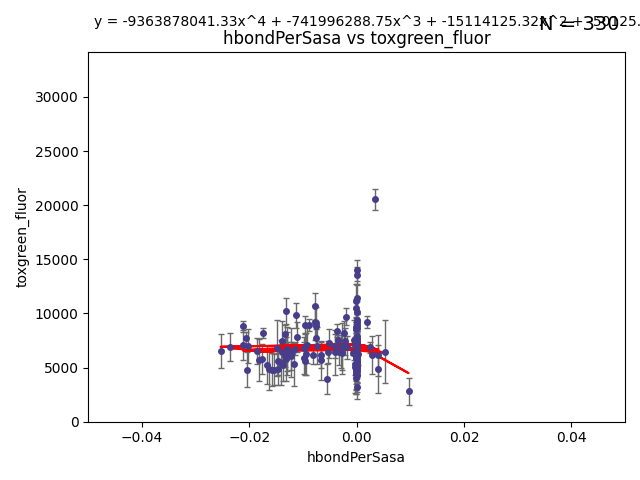 y = -9363878041.33x^4 + -741996288.75x^3 + -15114125.32x^2 +
N = 330
hbondPerSasa vs toxgreen_fluor
30000
25000
20000
15000
10000
5000
0
toxgreen_fluor
-0.04
-0.02
0.00
0.02
0.04
hbondPerSasa